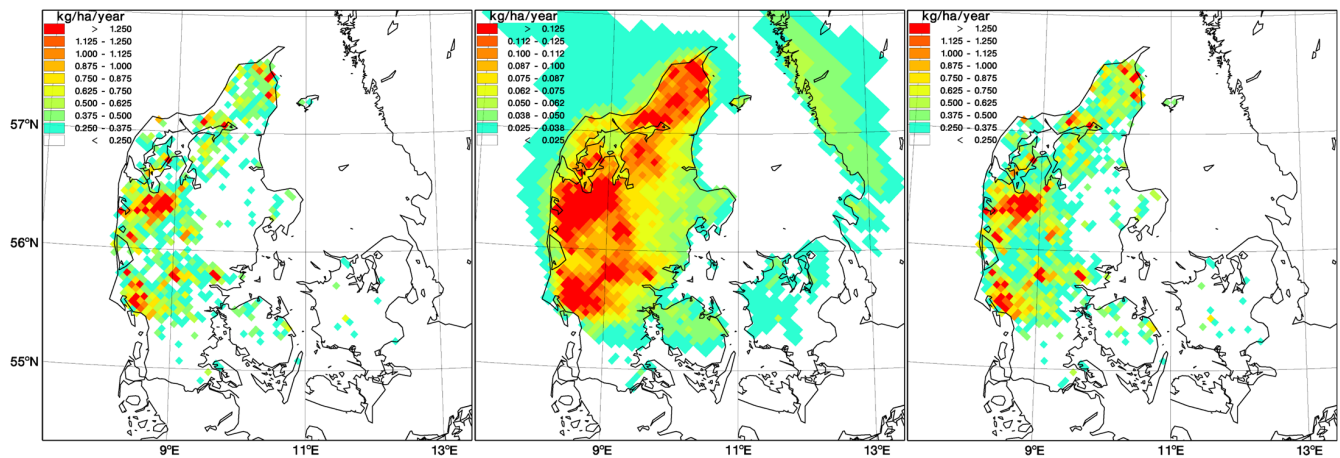 kg/ha/year
> 1.250
1.125 - 1.250
1.000 - 1.125
0.875 - 1.000
0.750 - 0.875
0.625 - 0.750
0.500 - 0.625
0.375 - 0.500
0.250 - 0.375
< 0.250
57°N
56°N
55°N
9°E
11°E
13°E
kg/ha/year
> 0.125
0.112 - 0.125
0.100 - 0.112
0.087 - 0.100
0.075 - 0.087
0.062 - 0.075
0.050 - 0.062
0.038 - 0.050
0.025 - 0.038
< 0.025
9°E
11°E
13°E
kg/ha/year
> 1.250
1.125 - 1.250
1.000 - 1.125
0.875 - 1.000
0.750 - 0.875
0.625 - 0.750
0.500 - 0.625
0.375 - 0.500
0.250 - 0.375
< 0.250
9°E
11°E
13°E